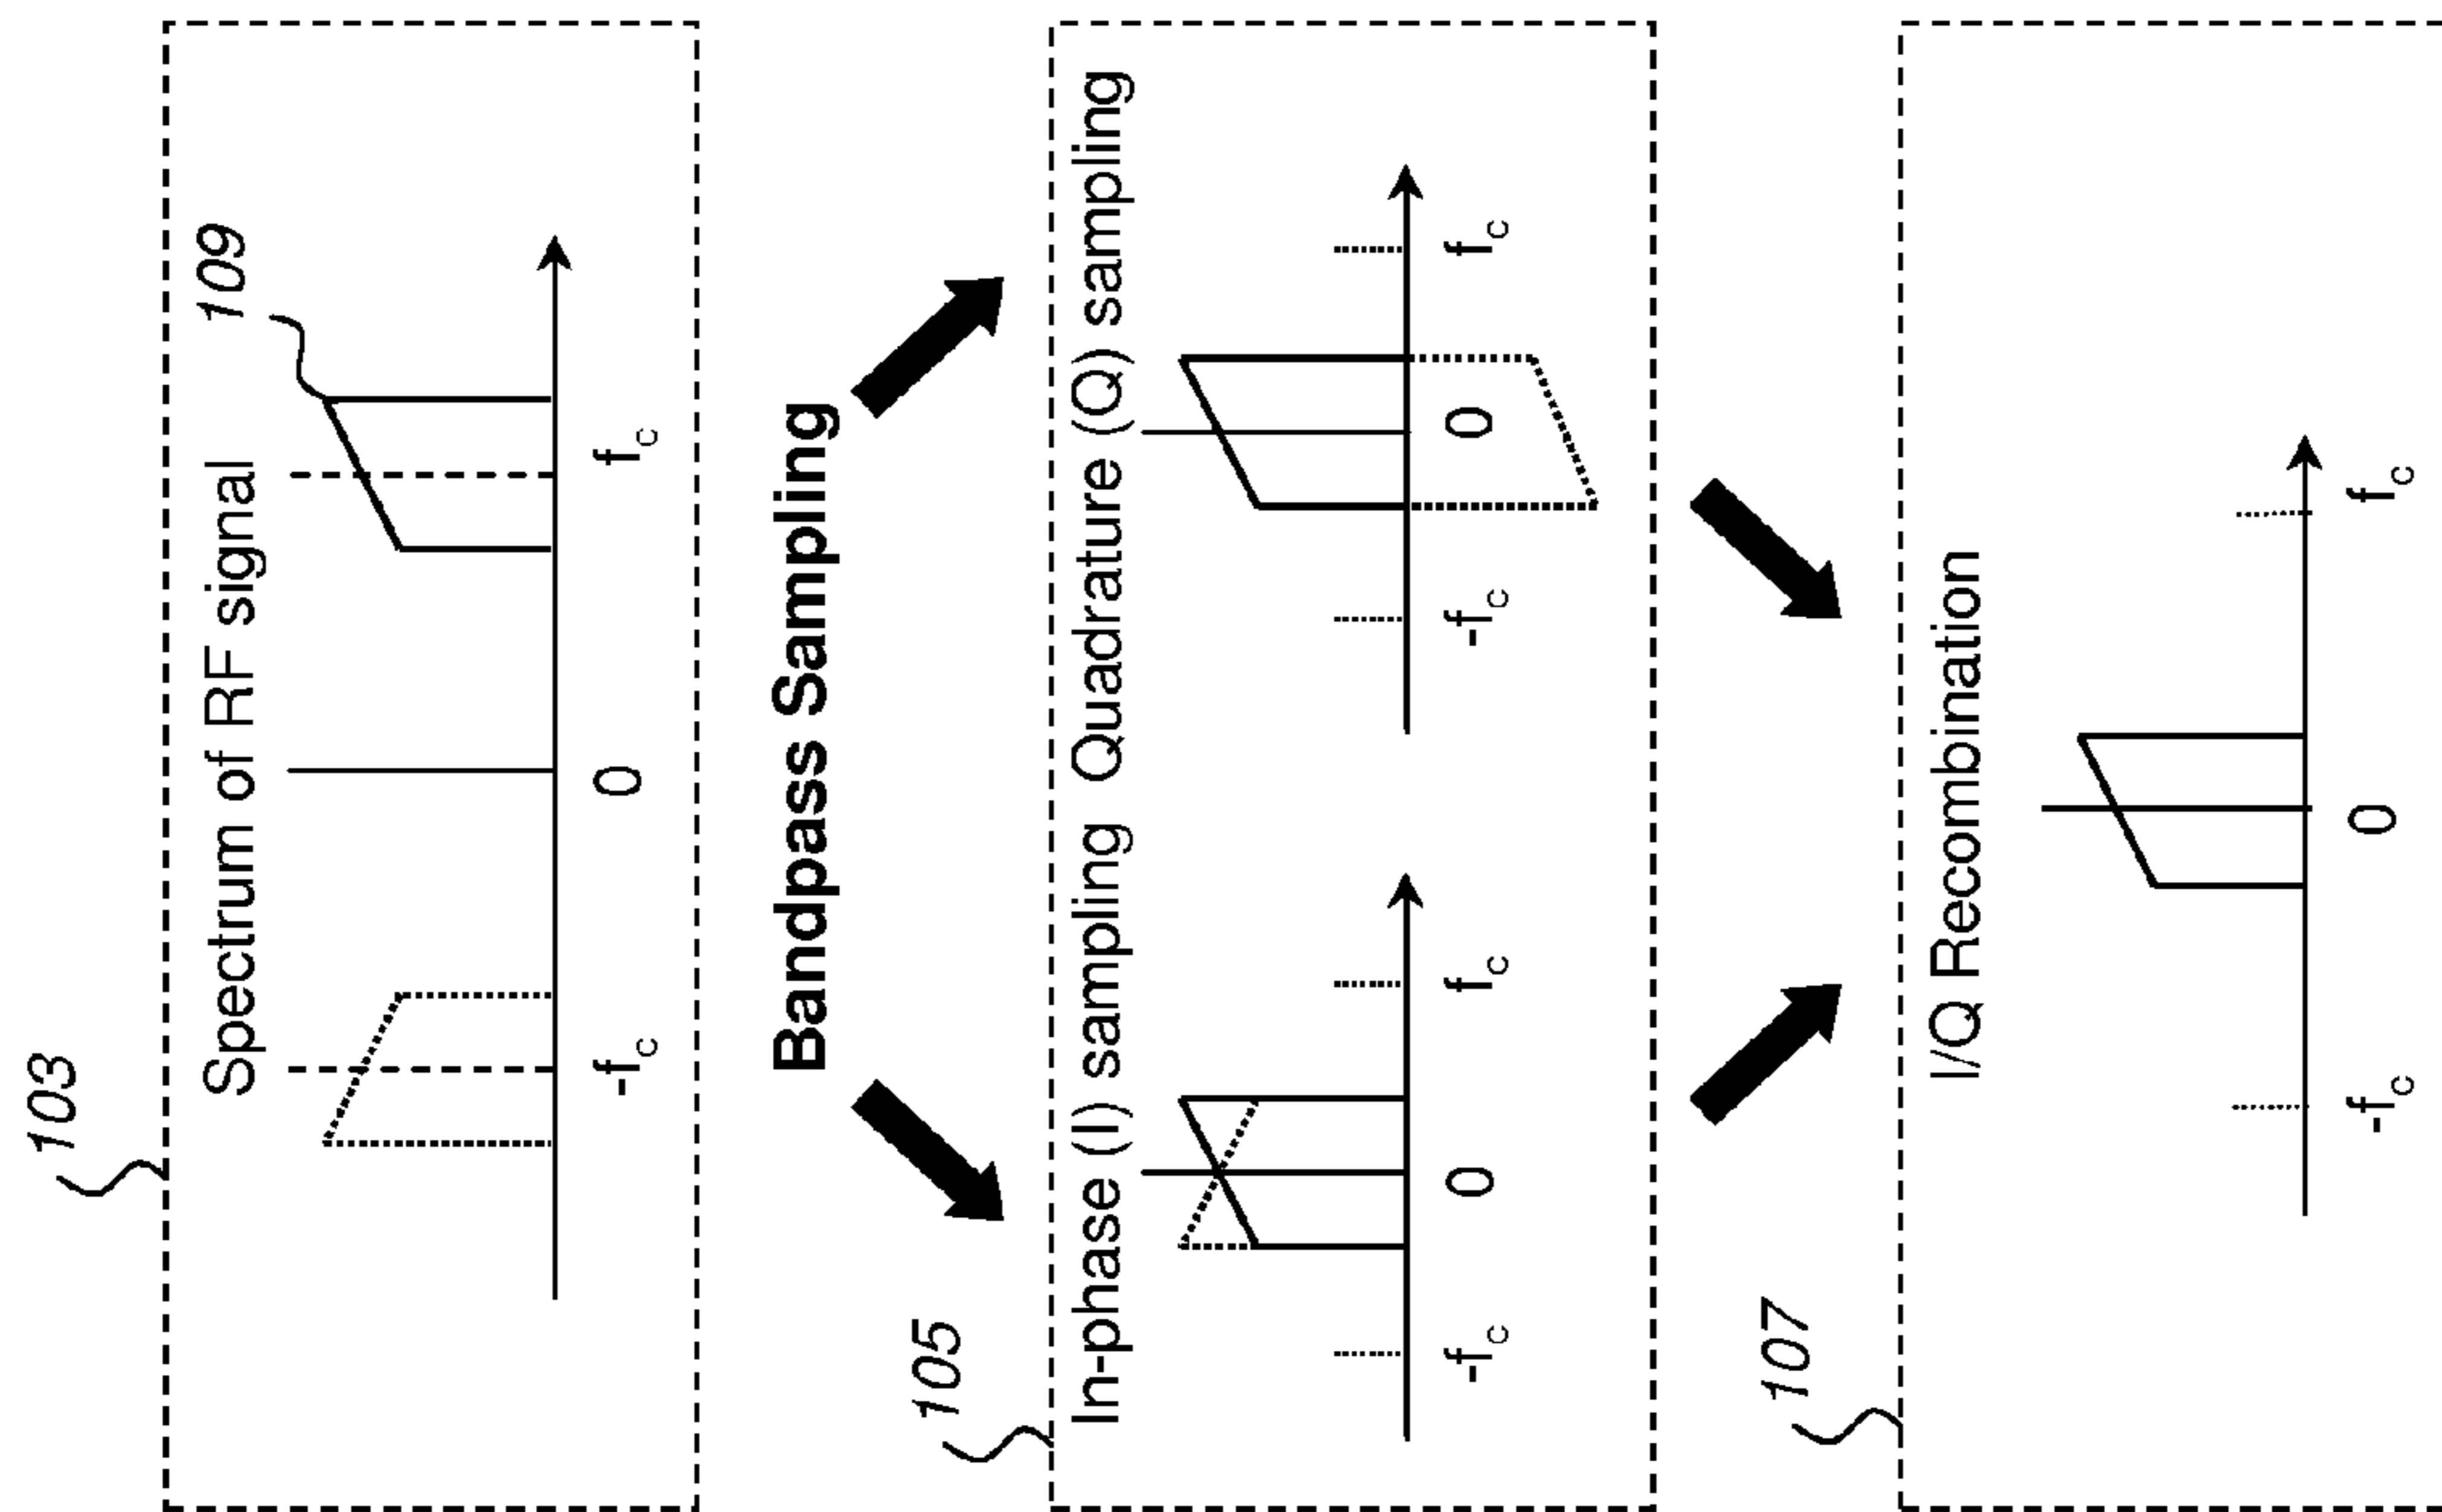 103
Spectrum of RF signal
109
-fc 0 fc
Bandpass Sampling
105
In-phase (I) sampling Quadrature (Q) sampling
-fc 0 fc -fc 0 fc
107
I/Q Recombination
-fc 0 fc